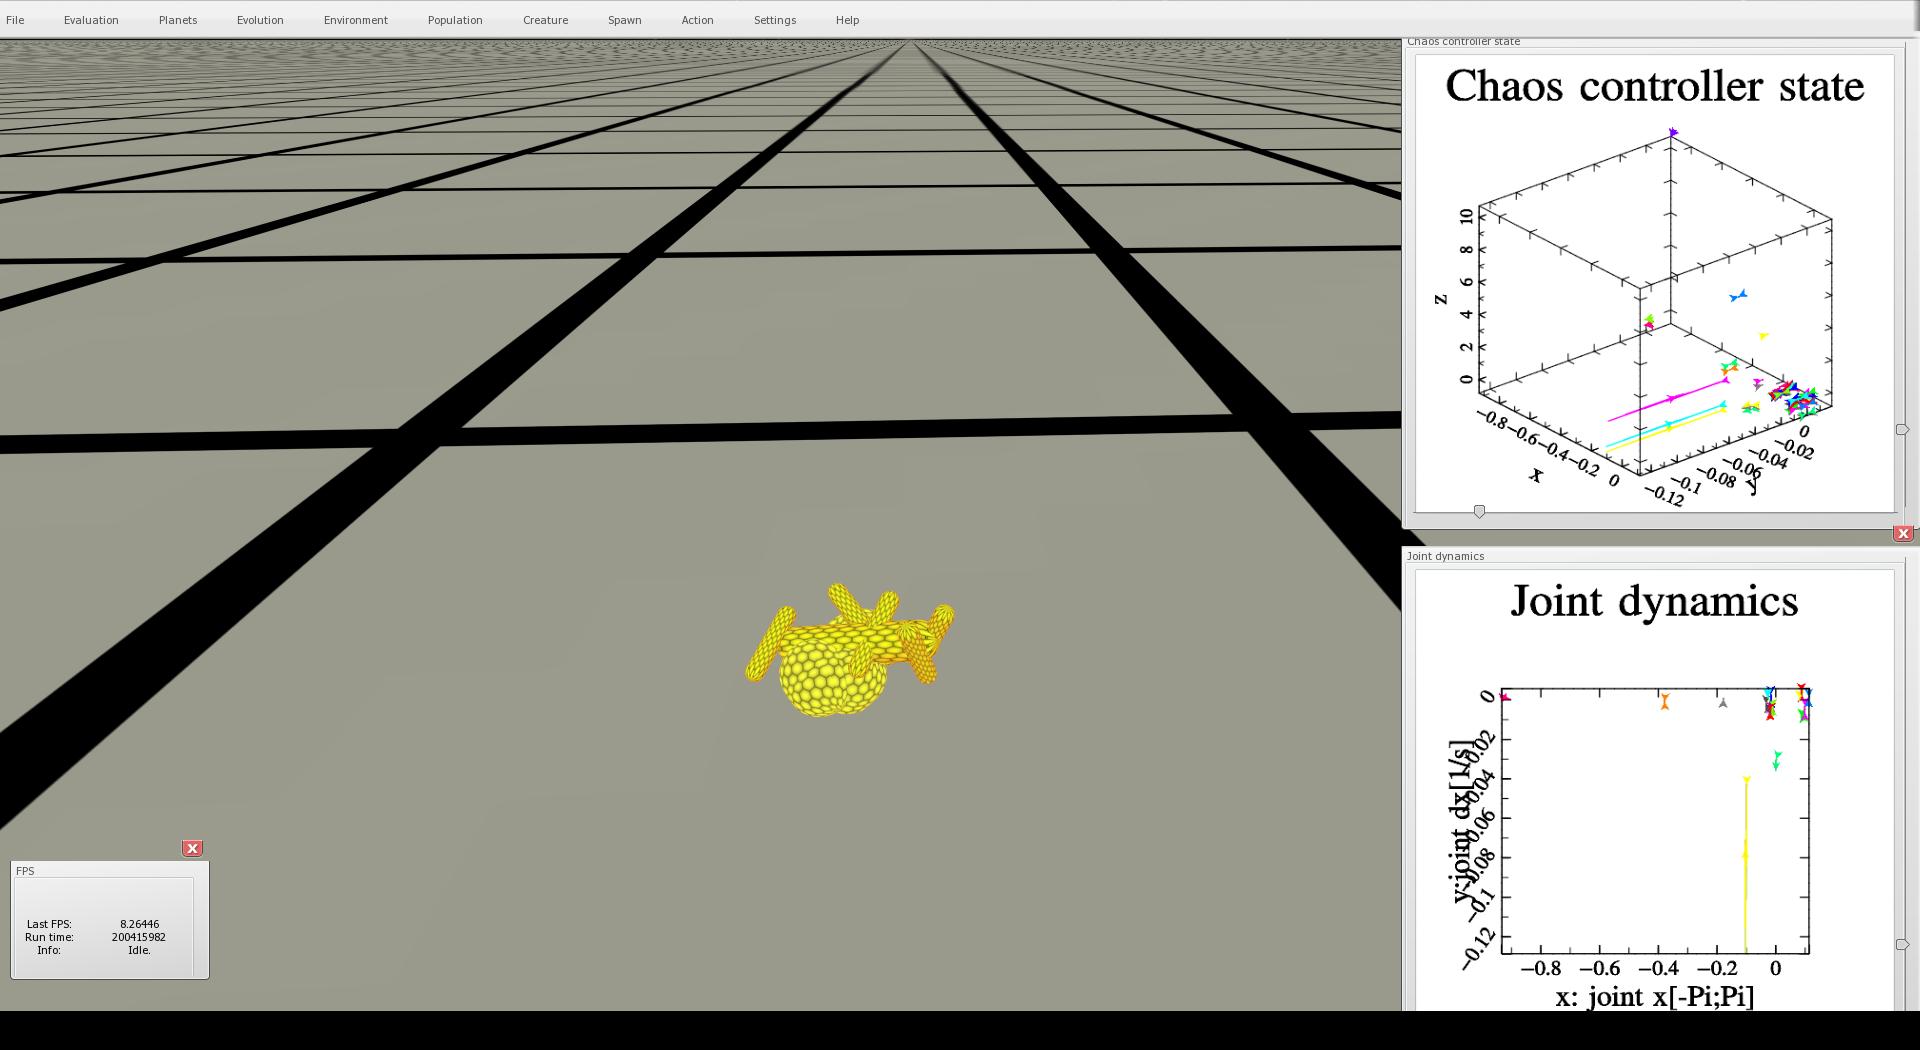 File Evaluation Planets Evolution Environment Population Creature Spawn Action Settings Help
Chaos controller state
Chaos controller state
10
8
6
4
2
0
z
−0.8
−0.6
−0.4
−0.2
0
x
0
−0.02
−0.04
−0.06
−0.08
−0.1
−0.12
y
X
Joint dynamics
Joint dynamics
0
−0.02
−0.04
−0.06
−0.08
−0.1
−0.12
y:joint dx[1/s]
−0.8 −0.6 −0.4 −0.2 0
x: joint x[-Pi;Pi]
X
FPS
Last FPS: 8.26446
Run time: 200415982
Info: Idle.